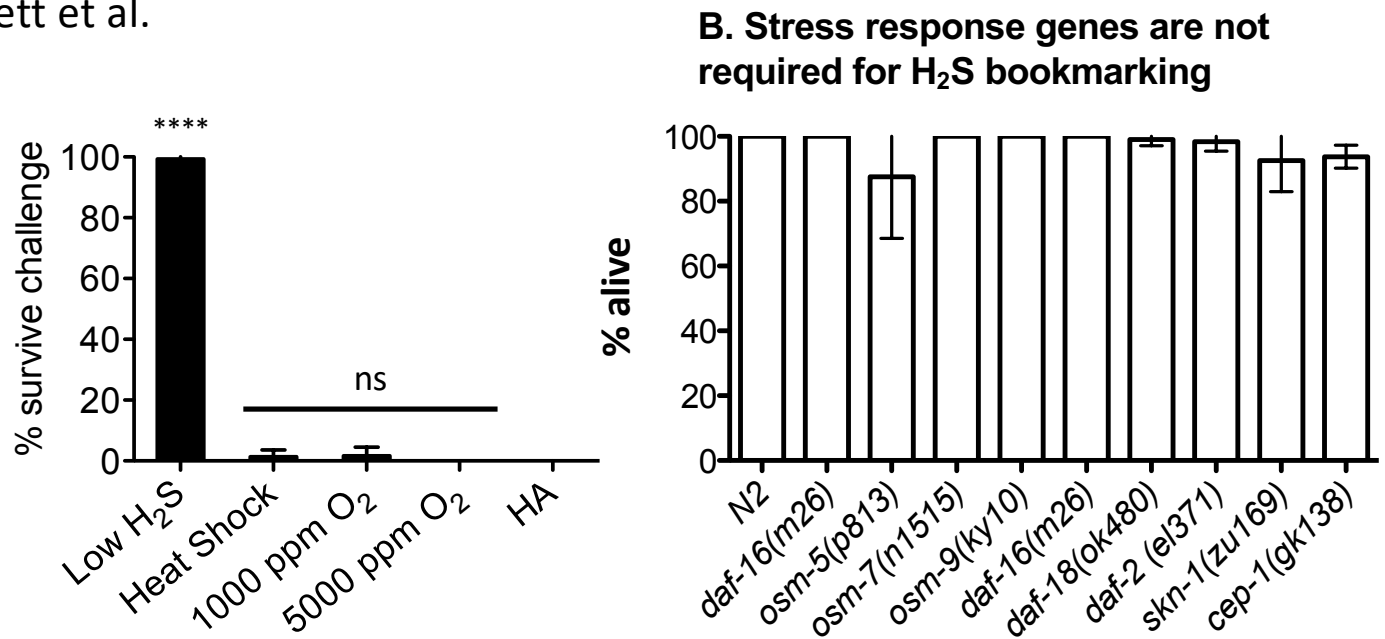 ett et al.
B. Stress response genes are not
required for H₂S bookmarking
% survive challenge
100
80
60
40
20
0
****
ns
Low H₂S
Heat Shock
1000 ppm O₂
5000 ppm O₂
HA
% alive
100
80
60
40
20
0
N2
daf-16(m26)
osm-5(p813)
osm-7(n1515)
osm-9(ky10)
daf-16(m26)
daf-18(ok480)
daf-2 (el371)
skn-1(zu169)
cep-1(gk138)